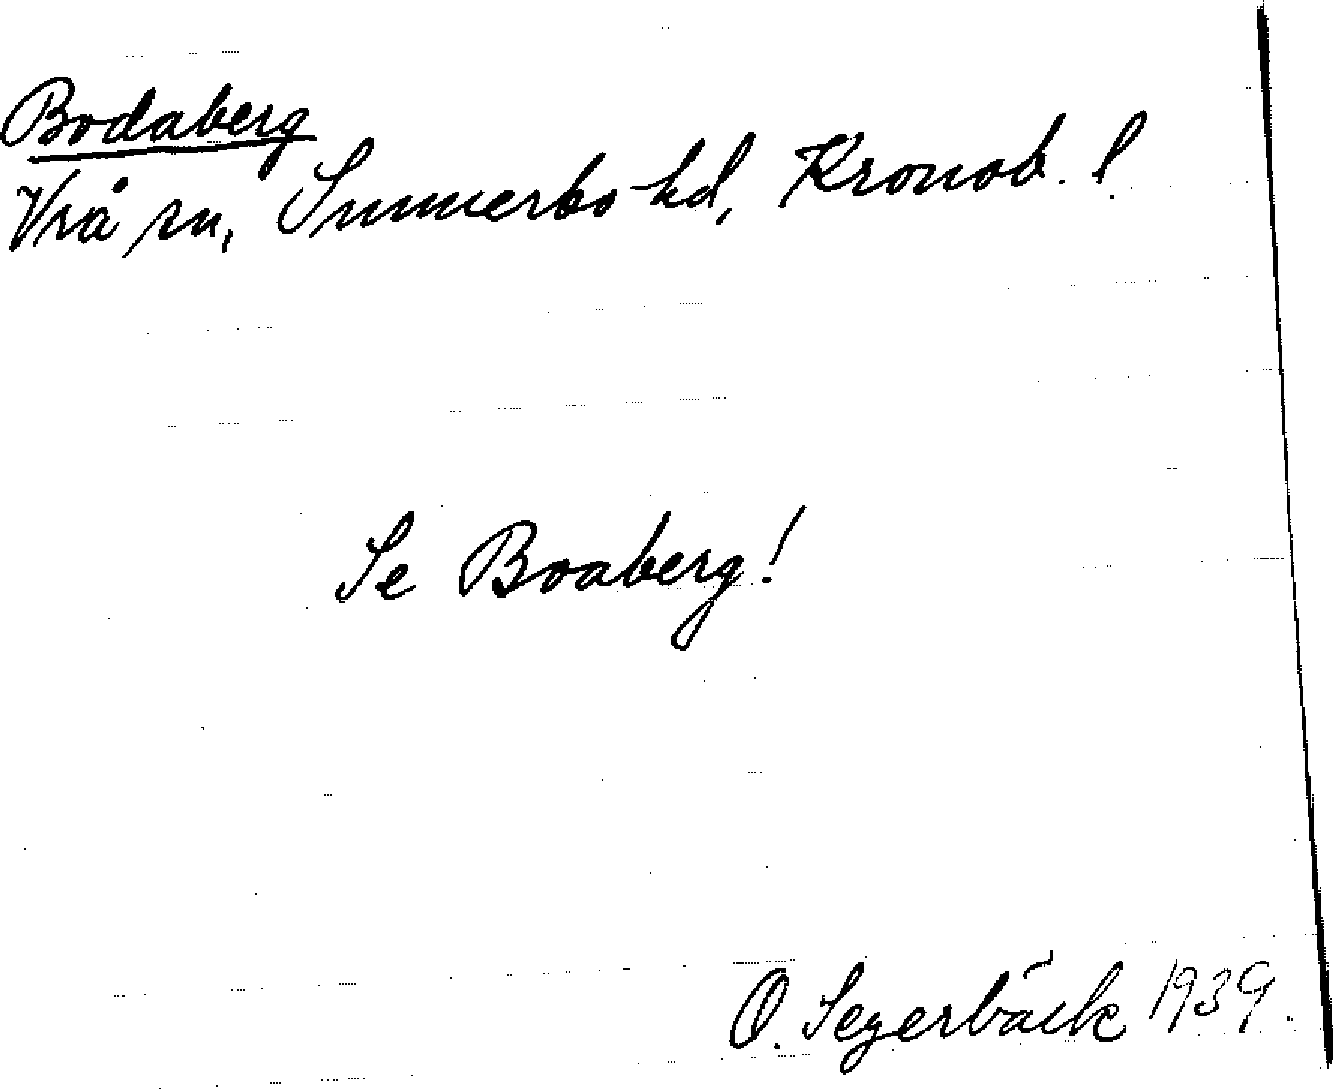 Bodaberg
Vrå sn, Sunnerbo hd, Kronob. l.
Se Boaberg!
O. Segerbäck 1939.